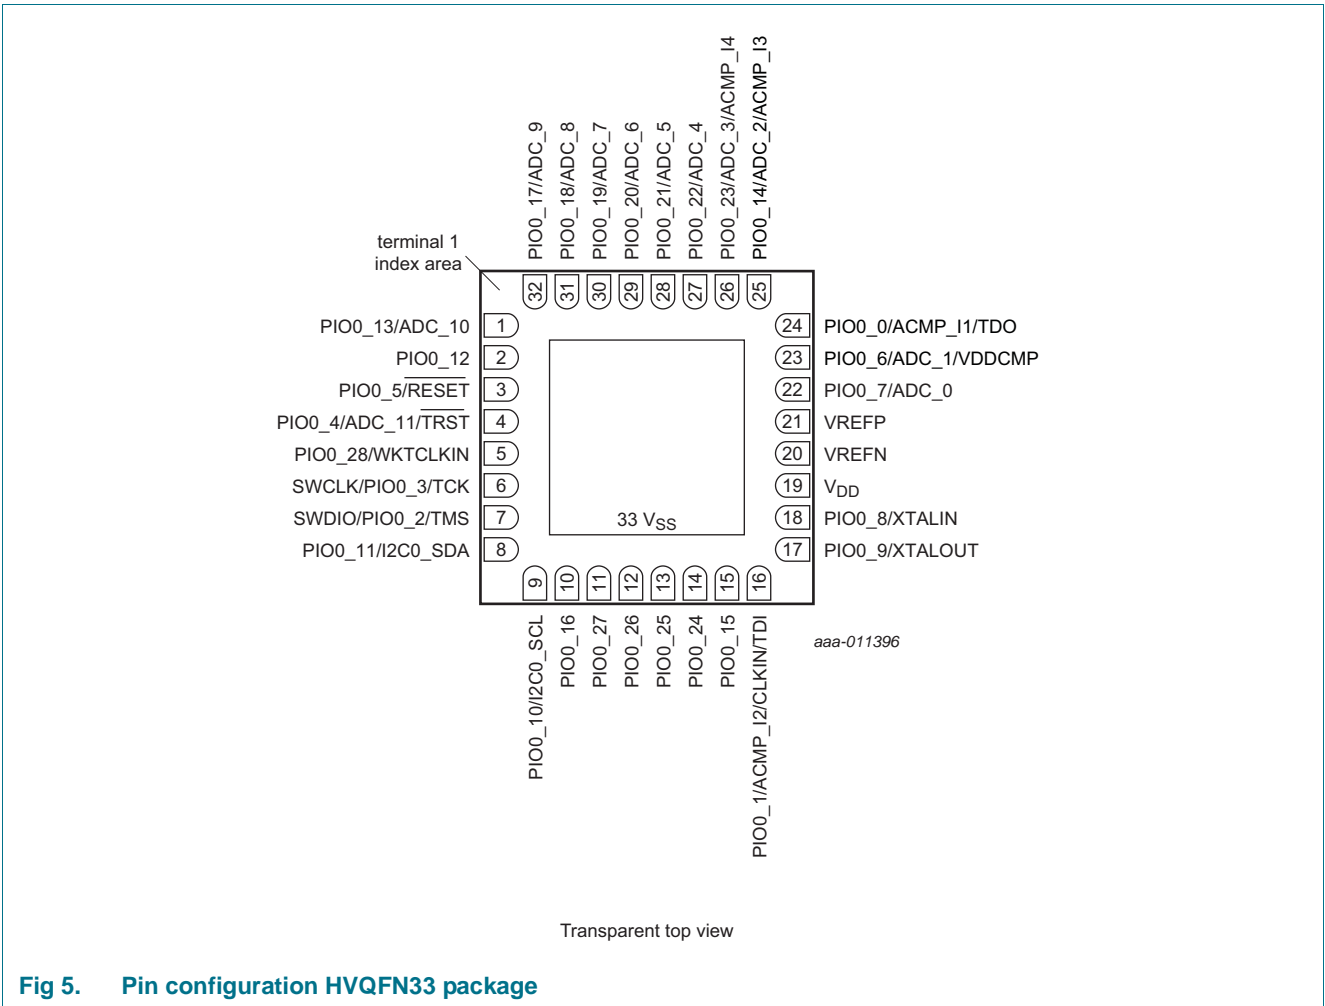 PIO0_17/ADC_9
PIO0_18/ADC_8
PIO0_19/ADC_7
PIO0_20/ADC_6
PIO0_21/ADC_5
PIO0_22/ADC_4
PIO0_23/ADC_3/ACMP_I4
PIO0_14/ADC_2/ACMP_I3
terminal 1
index area
32 31 30 29 28 27 26 25
PIO0_13/ADC_10 1
PIO0_12 2
PIO0_5/RESET 3
PIO0_4/ADC_11/TRST 4
PIO0_28/WKTCLKIN 5
SWCLK/PIO0_3/TCK 6
SWDIO/PIO0_2/TMS 7
PIO0_11/I2C0_SDA 8
24 PIO0_0/ACMP_I1/TDO
23 PIO0_6/ADC_1/VDDCMP
22 PIO0_7/ADC_0
21 VREFP
20 VREFN
19 VDD
18 PIO0_8/XTALIN
17 PIO0_9/XTALOUT
33 VSS
9 10 11 12 13 14 15 16
PIO0_10/I2C0_SCL
PIO0_16
PIO0_27
PIO0_26
PIO0_25
PIO0_24
PIO0_15
PIO0_1/ACMP_I2/CLKIN/TDI
aaa-011396
Transparent top view
Fig 5. Pin configuration HVQFN33 package